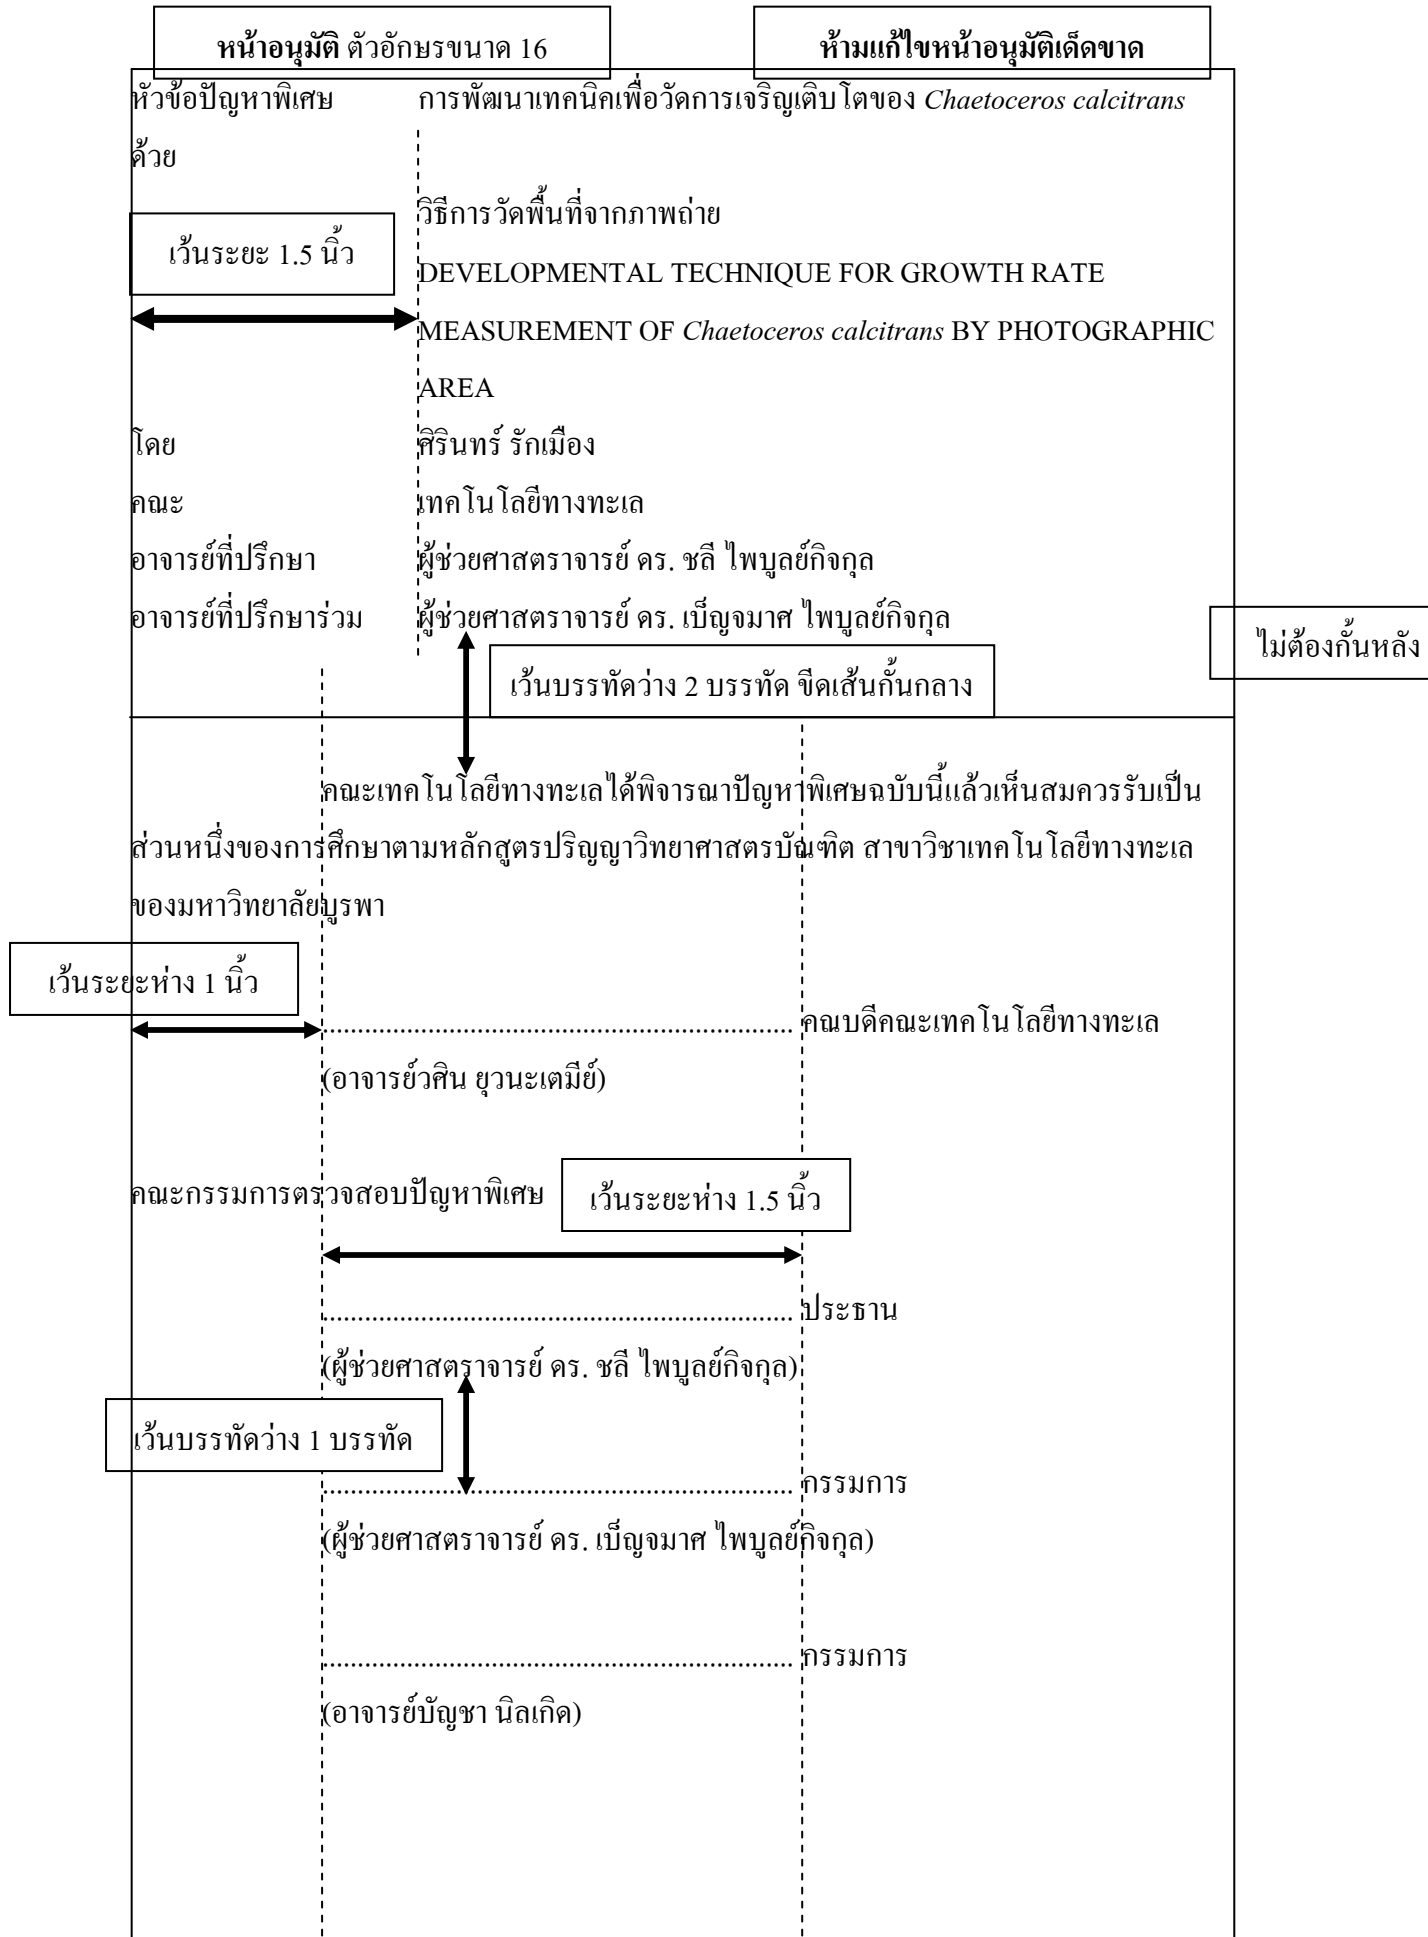 หน้าอนุมัติ ตัวอักษรขนาด 16
ห้ามแก้ไขหน้าอนุมัติเด็ดขาด
หัวข้อปัญหาพิเศษ การพัฒนาเทคนิคเพื่อวัดการเจริญเติบโตของ Chaetoceros calcitrans
ด้วย
วิธีการวัดพื้นที่จากภาพถ่าย
เว้นระยะ 1.5 นิ้ว
DEVELOPMENTAL TECHNIQUE FOR GROWTH RATE
MEASUREMENT OF Chaetoceros calcitrans BY PHOTOGRAPHIC
AREA
โดย ศิรินทร์ รักเมือง
คณะ เทคโนโลยีทางทะเล
อาจารย์ที่ปรึกษา ผู้ช่วยศาสตราจารย์ ดร. ชลี ไพบูลย์กิจกุล
อาจารย์ที่ปรึกษาร่วม ผู้ช่วยศาสตราจารย์ ดร. เบ็ญจมาศ ไพบูลย์กิจกุล
ไม่ต้องกั้นหลัง
เว้นบรรทัดว่าง 2 บรรทัด ขีดเส้นกั้นกลาง
คณะเทคโนโลยีทางทะเลได้พิจารณาปัญหาพิเศษฉบับนี้แล้วเห็นสมควรรับเป็น
ส่วนหนึ่งของการศึกษาตามหลักสูตรปริญญาวิทยาศาสตรบัณฑิต สาขาวิชาเทคโนโลยีทางทะเล
ของมหาวิทยาลัยบูรพา
เว้นระยะห่าง 1 นิ้ว
................................................................... คณบดีคณะเทคโนโลยีทางทะเล
(อาจารย์วศิน ยุวนะเตมีย์)
คณะกรรมการตรวจสอบปัญหาพิเศษ
เว้นระยะห่าง 1.5 นิ้ว
................................................................... ประธาน
(ผู้ช่วยศาสตราจารย์ ดร. ชลี ไพบูลย์กิจกุล)
เว้นบรรทัดว่าง 1 บรรทัด
................................................................... กรรมการ
(ผู้ช่วยศาสตราจารย์ ดร. เบ็ญจมาศ ไพบูลย์กิจกุล)
................................................................... กรรมการ
(อาจารย์บัญชา นิลเกิด)